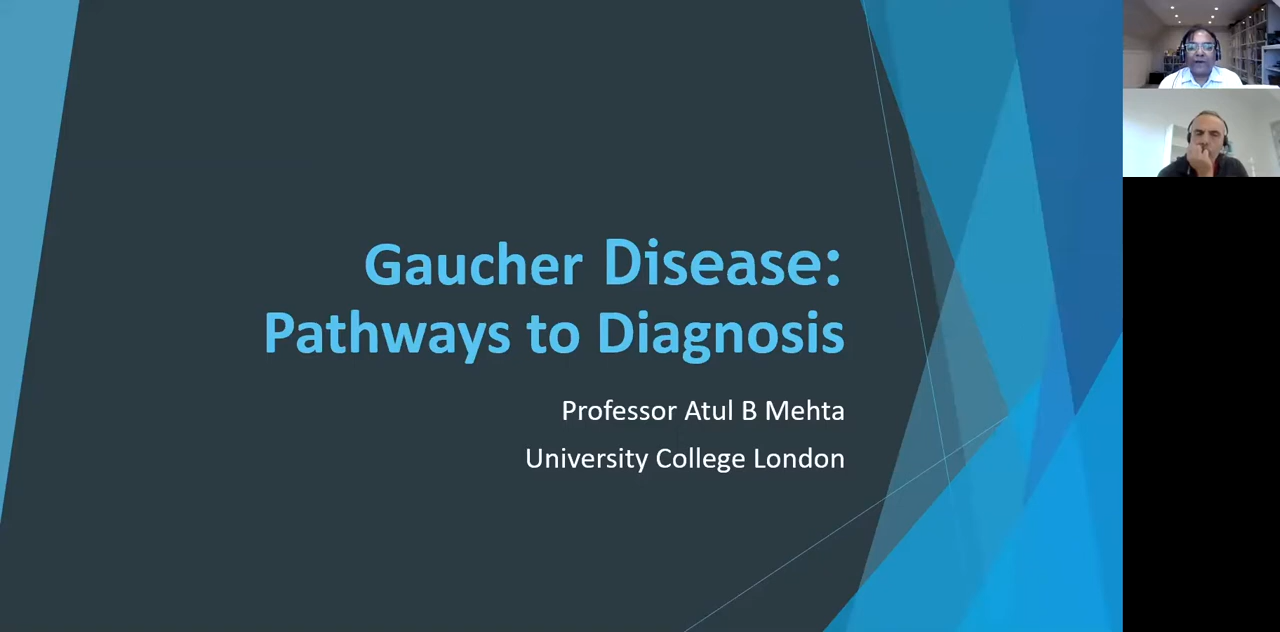 Gaucher Disease:
Pathways to Diagnosis
Professor Atul B Mehta
University College London